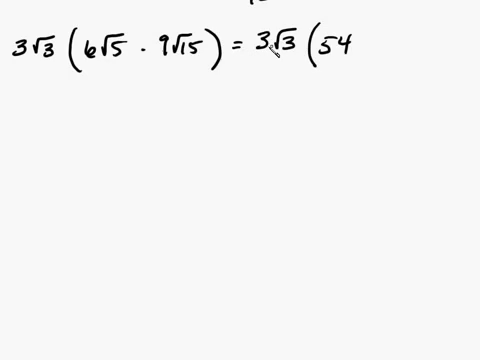 3√3 ( 6√5 · 9√15 ) = 3√3 ( 54